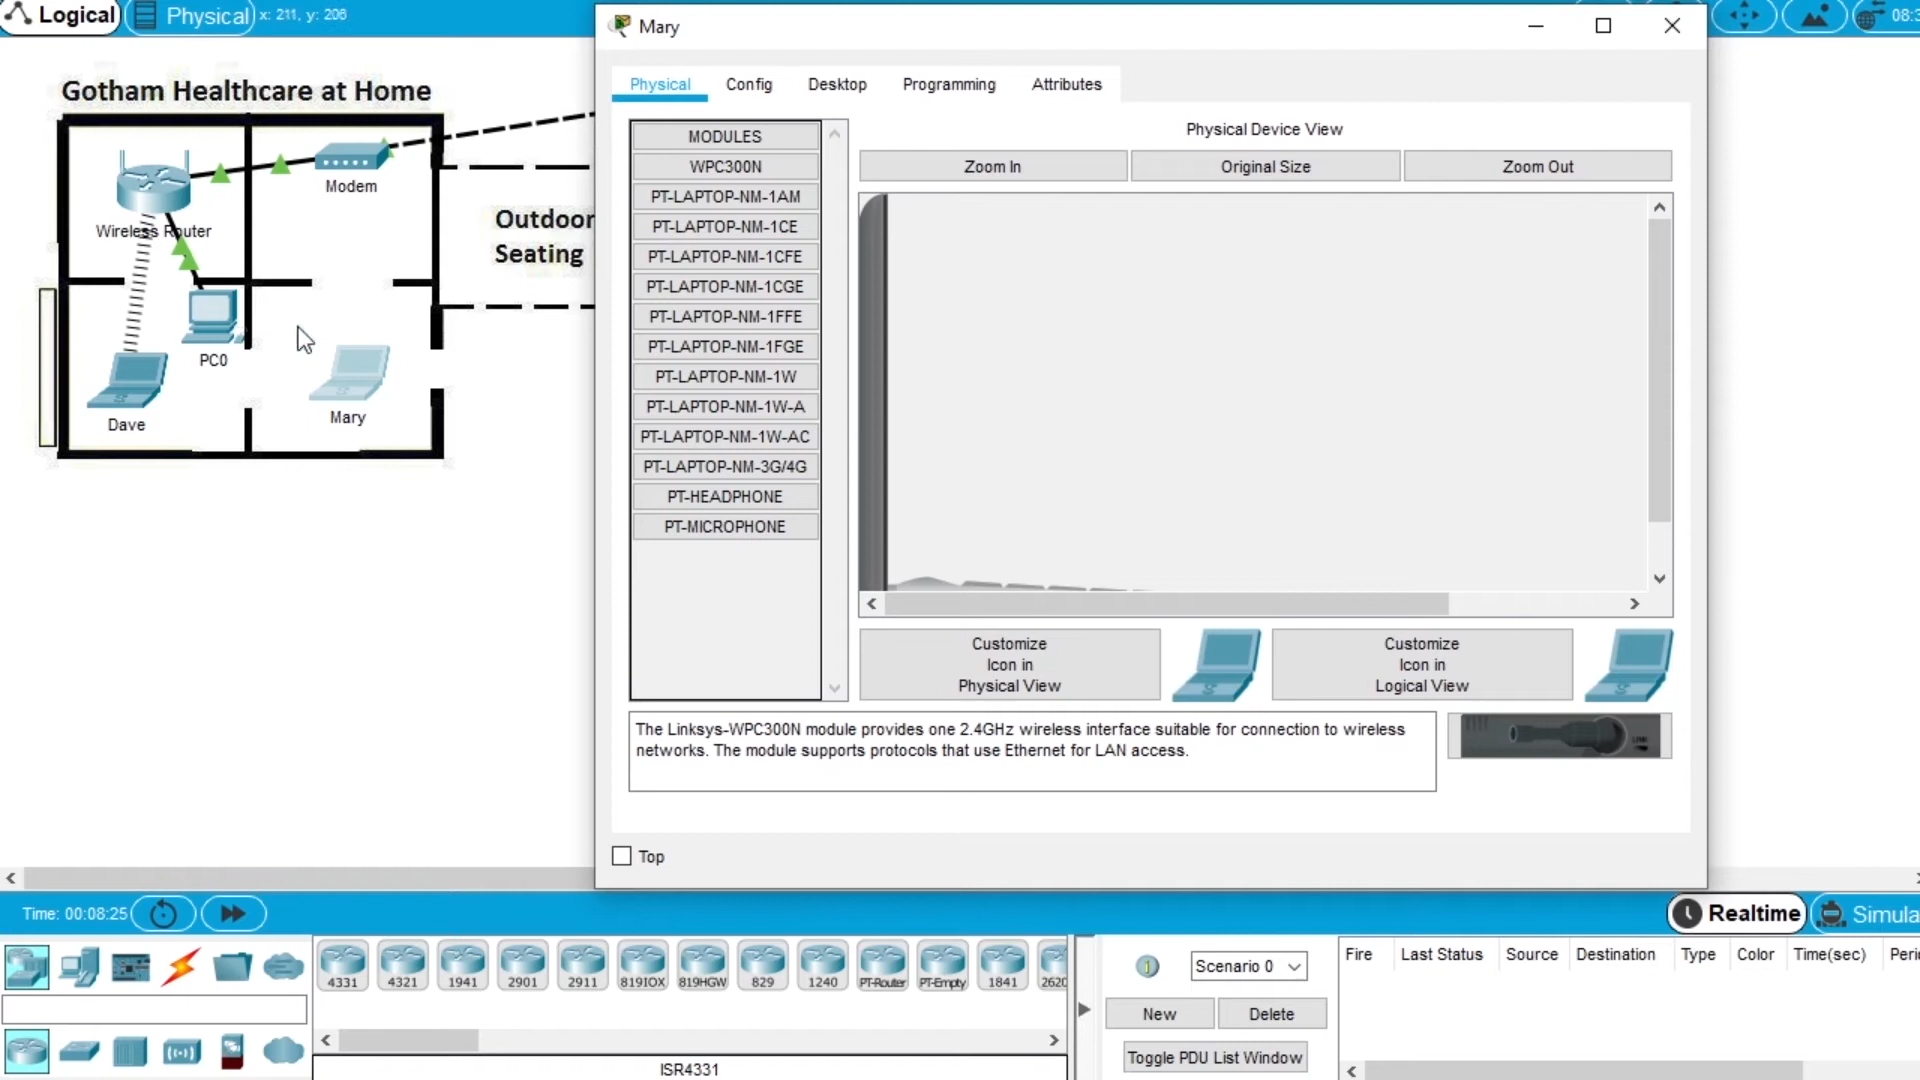 Logical
Physical
x: 211, y: 206
08:3
Mary
Physical
Config
Desktop
Programming
Attributes
Gotham Healthcare at Home
Modem
Wireless Router
Outdoor
Seating
PC0
Dave
Mary
MODULES
WPC300N
PT-LAPTOP-NM-1AM
PT-LAPTOP-NM-1CE
PT-LAPTOP-NM-1CFE
PT-LAPTOP-NM-1CGE
PT-LAPTOP-NM-1FFE
PT-LAPTOP-NM-1FGE
PT-LAPTOP-NM-1W
PT-LAPTOP-NM-1W-A
PT-LAPTOP-NM-1W-AC
PT-LAPTOP-NM-3G/4G
PT-HEADPHONE
PT-MICROPHONE
Physical Device View
Zoom In
Original Size
Zoom Out
Customize
Icon in
Physical View
Customize
Icon in
Logical View
The Linksys-WPC300N module provides one 2.4GHz wireless interface suitable for connection to wireless
networks. The module supports protocols that use Ethernet for LAN access.
Top
Time: 00:08:25
Realtime
Simula
4331
4321
1941
2901
2911
819IOX
819HGW
829
1240
PT-Router
PT-Empty
1841
2620
ISR4331
Scenario 0
New
Delete
Toggle PDU List Window
Fire
Last Status
Source
Destination
Type
Color
Time(sec)
Peri